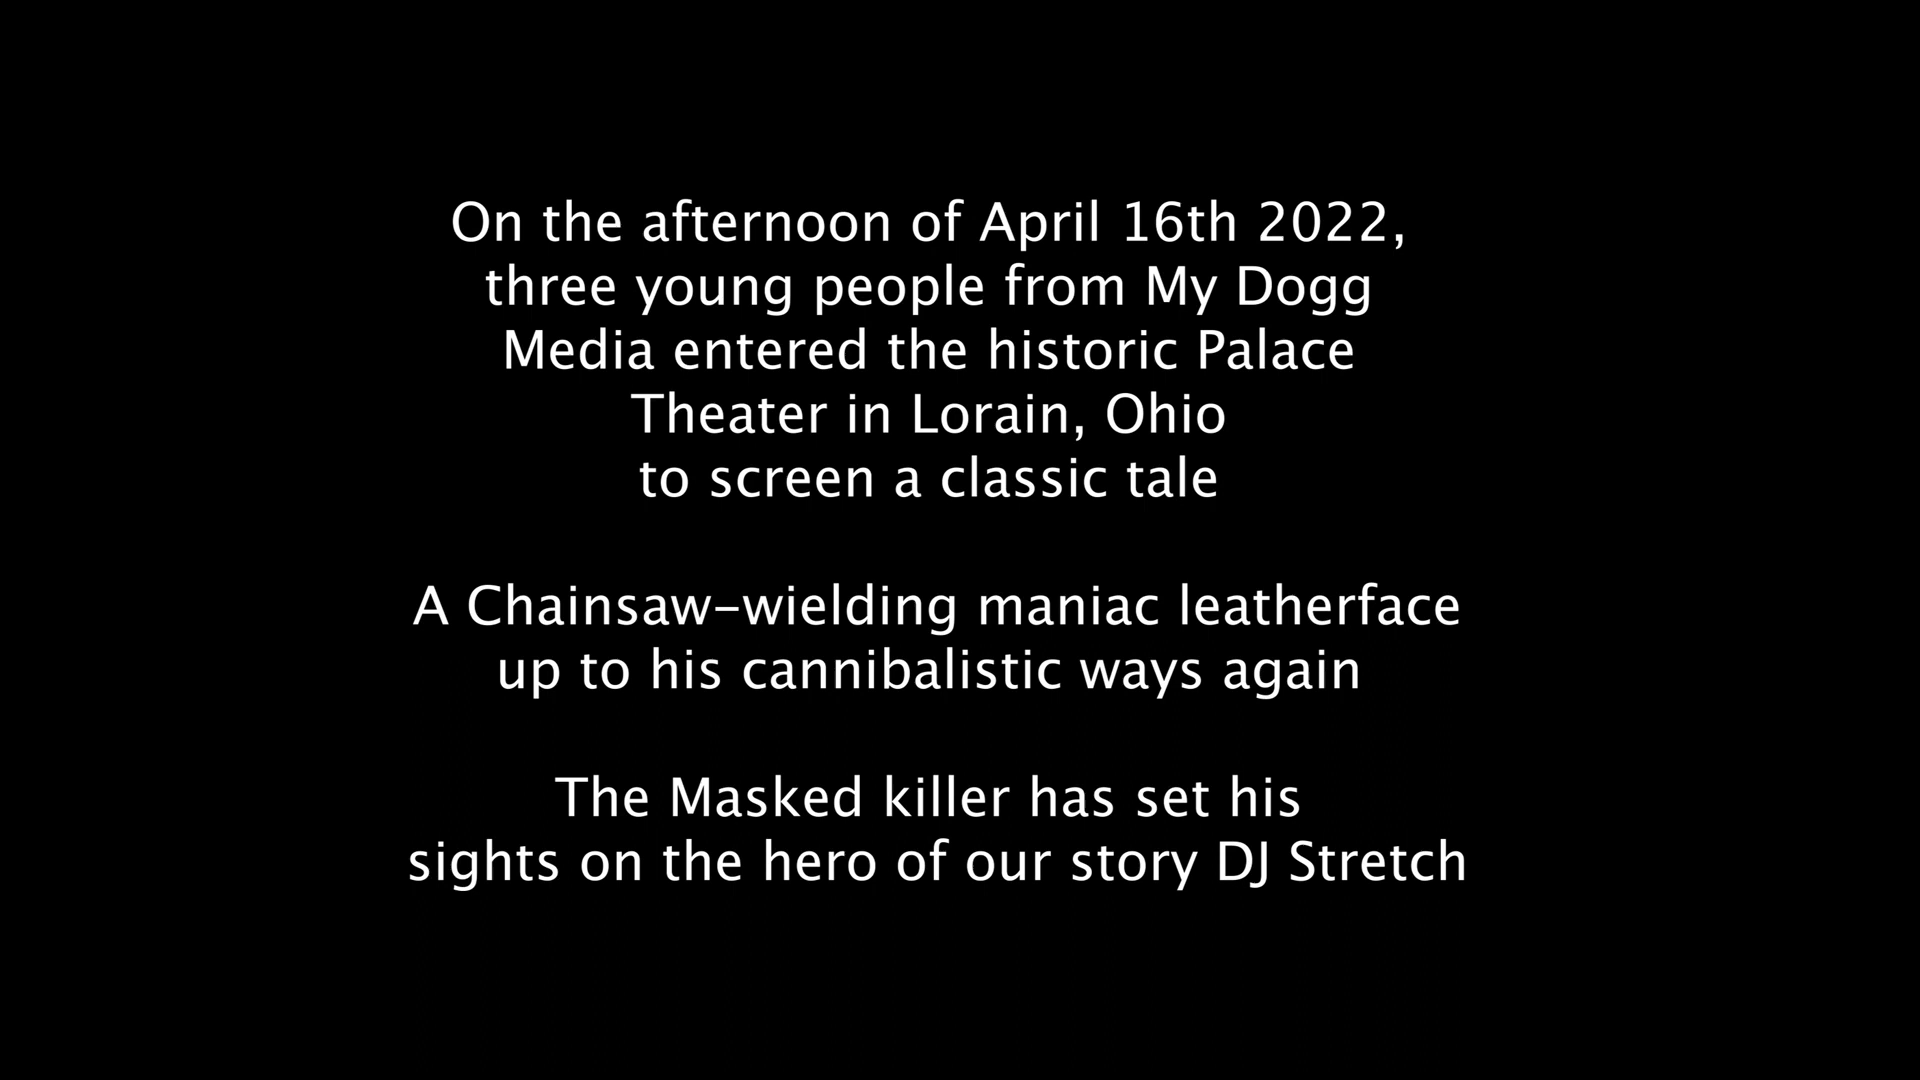 On the afternoon of April 16th 2022,
three young people from My Dogg
Media entered the historic Palace
Theater in Lorain, Ohio
to screen a classic tale
A Chainsaw-wielding maniac leatherface
up to his cannibalistic ways again
The Masked killer has set his
sights on the hero of our story DJ Stretch